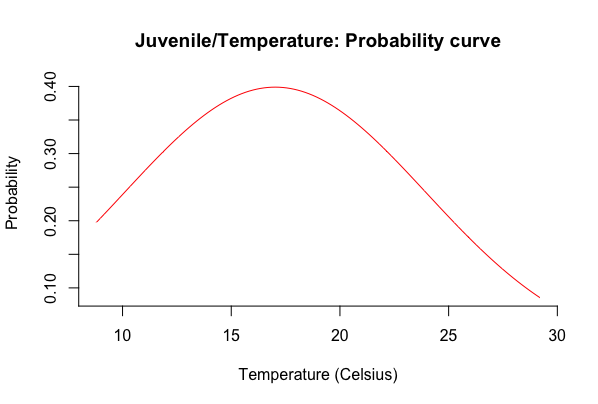 Juvenile/Temperature: Probability curve
Probability
0.40
0.30
0.20
0.10
10 15 20 25 30
Temperature (Celsius)